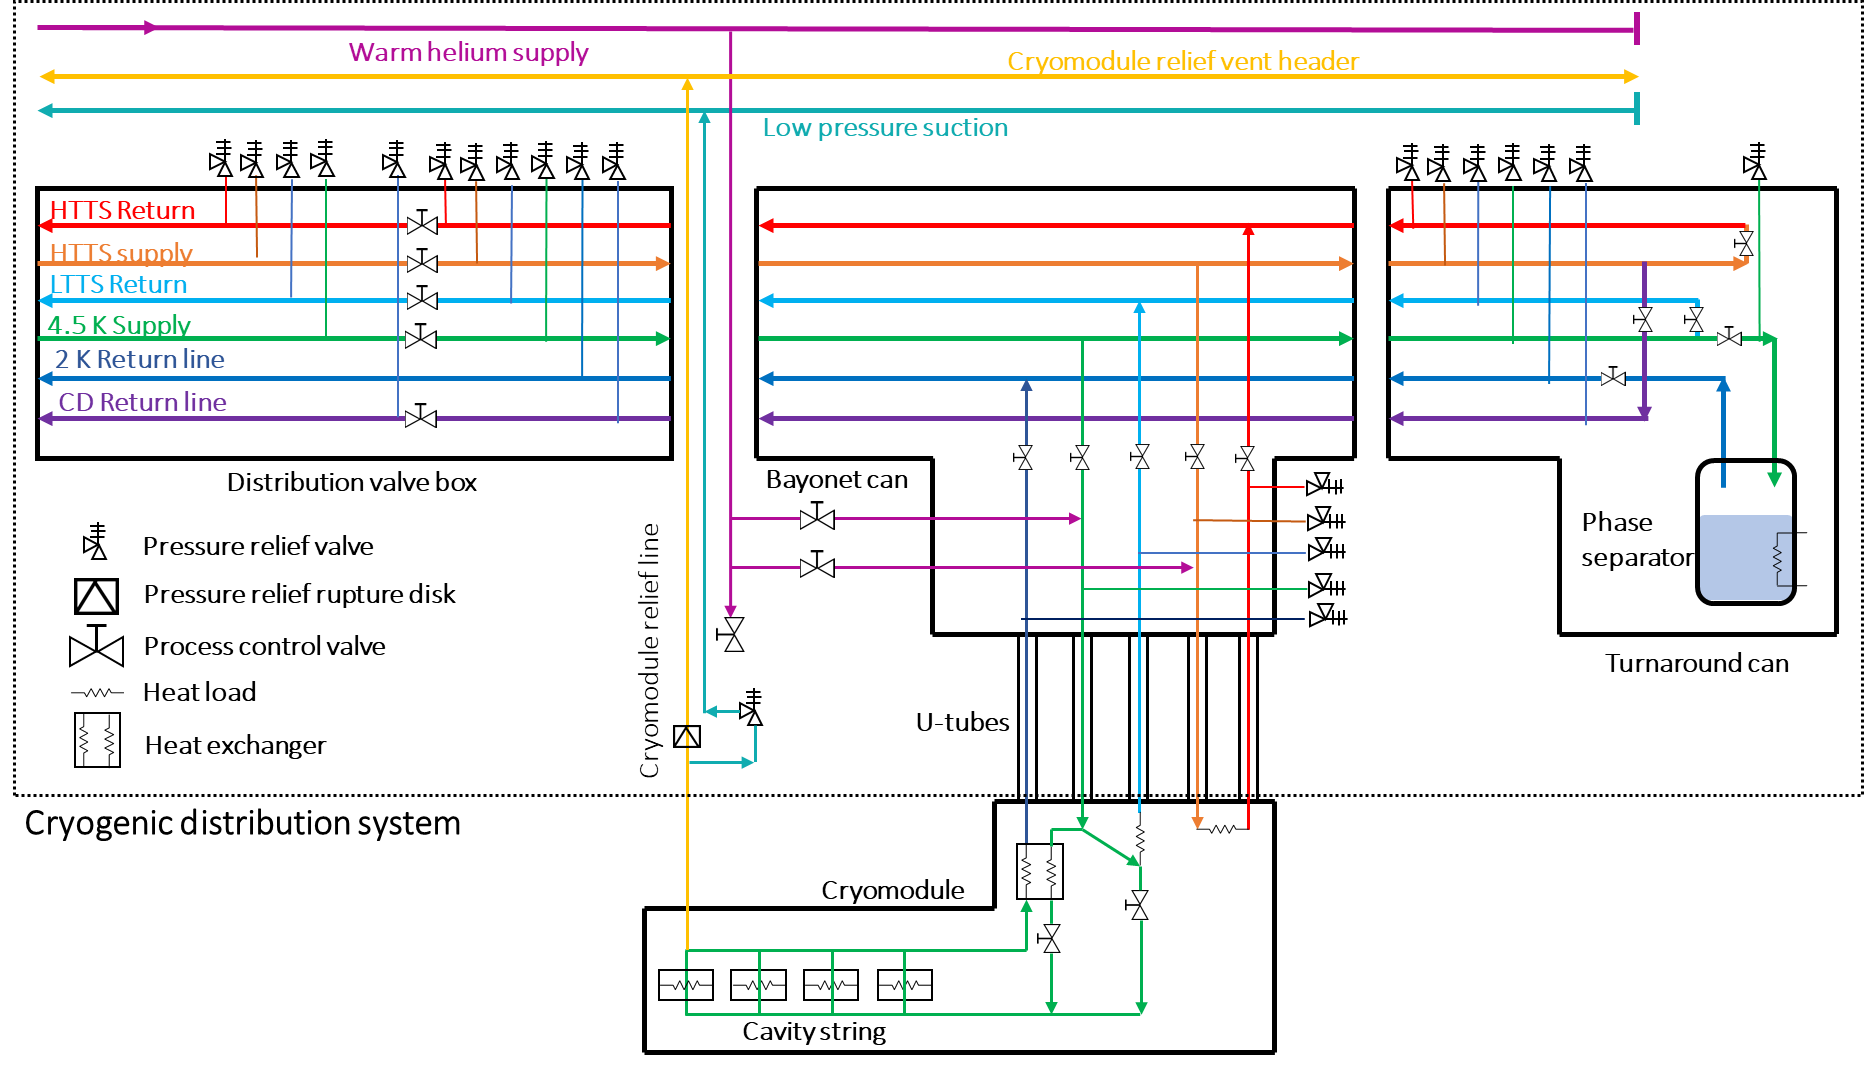 Warm helium supply
Cryomodule relief vent header
Low pressure suction
HTTS Return
HTTS supply
LTTS Return
4.5 K Supply
2 K Return line
CD Return line
Distribution valve box
Bayonet can
Phase
separator
Turnaround can
Pressure relief valve
Pressure relief rupture disk
Process control valve
Heat load
Heat exchanger
Cryomodule relief line
U-tubes
Cryogenic distribution system
Cryomodule
Cavity string